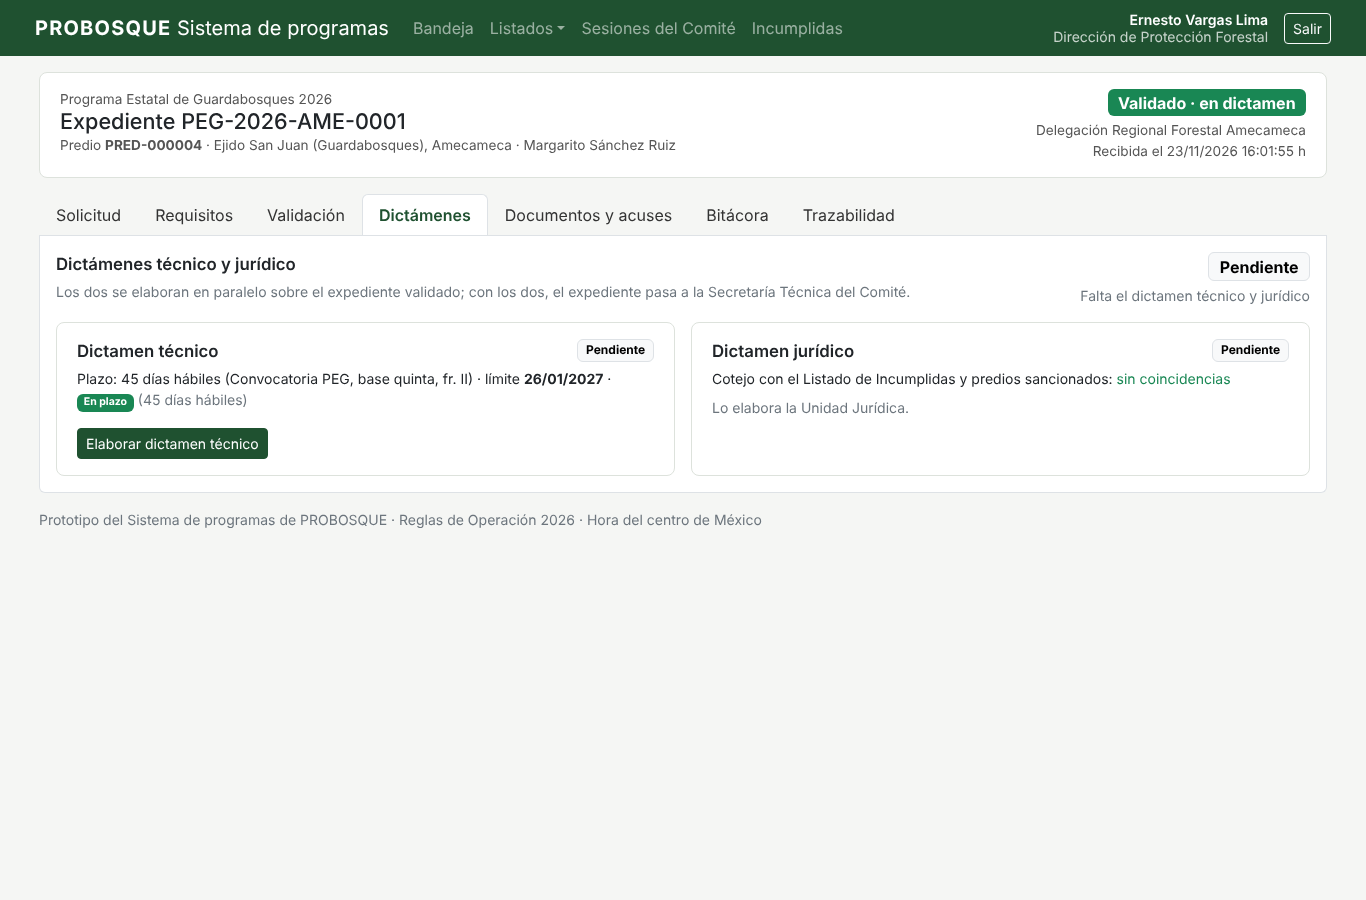 PROBOSQUE Sistema de programas
Bandeja
Listados
Sesiones del Comité
Incumplidas
Ernesto Vargas Lima
Dirección de Protección Forestal
Salir
Programa Estatal de Guardabosques 2026
Expediente PEG-2026-AME-0001
Predio PRED-000004 · Ejido San Juan (Guardabosques), Amecameca · Margarito Sánchez Ruiz
Validado · en dictamen
Delegación Regional Forestal Amecameca
Recibida el 23/11/2026 16:01:55 h
Solicitud
Requisitos
Validación
Dictámenes
Documentos y acuses
Bitácora
Trazabilidad
Dictámenes técnico y jurídico
Los dos se elaboran en paralelo sobre el expediente validado; con los dos, el expediente pasa a la Secretaría Técnica del Comité.
Pendiente
Falta el dictamen técnico y jurídico
Dictamen técnico
Pendiente
Plazo: 45 días hábiles (Convocatoria PEG, base quinta, fr. II) · límite 26/01/2027 ·
En plazo (45 días hábiles)
Elaborar dictamen técnico
Dictamen jurídico
Pendiente
Cotejo con el Listado de Incumplidas y predios sancionados: sin coincidencias
Lo elabora la Unidad Jurídica.
Prototipo del Sistema de programas de PROBOSQUE · Reglas de Operación 2026 · Hora del centro de México